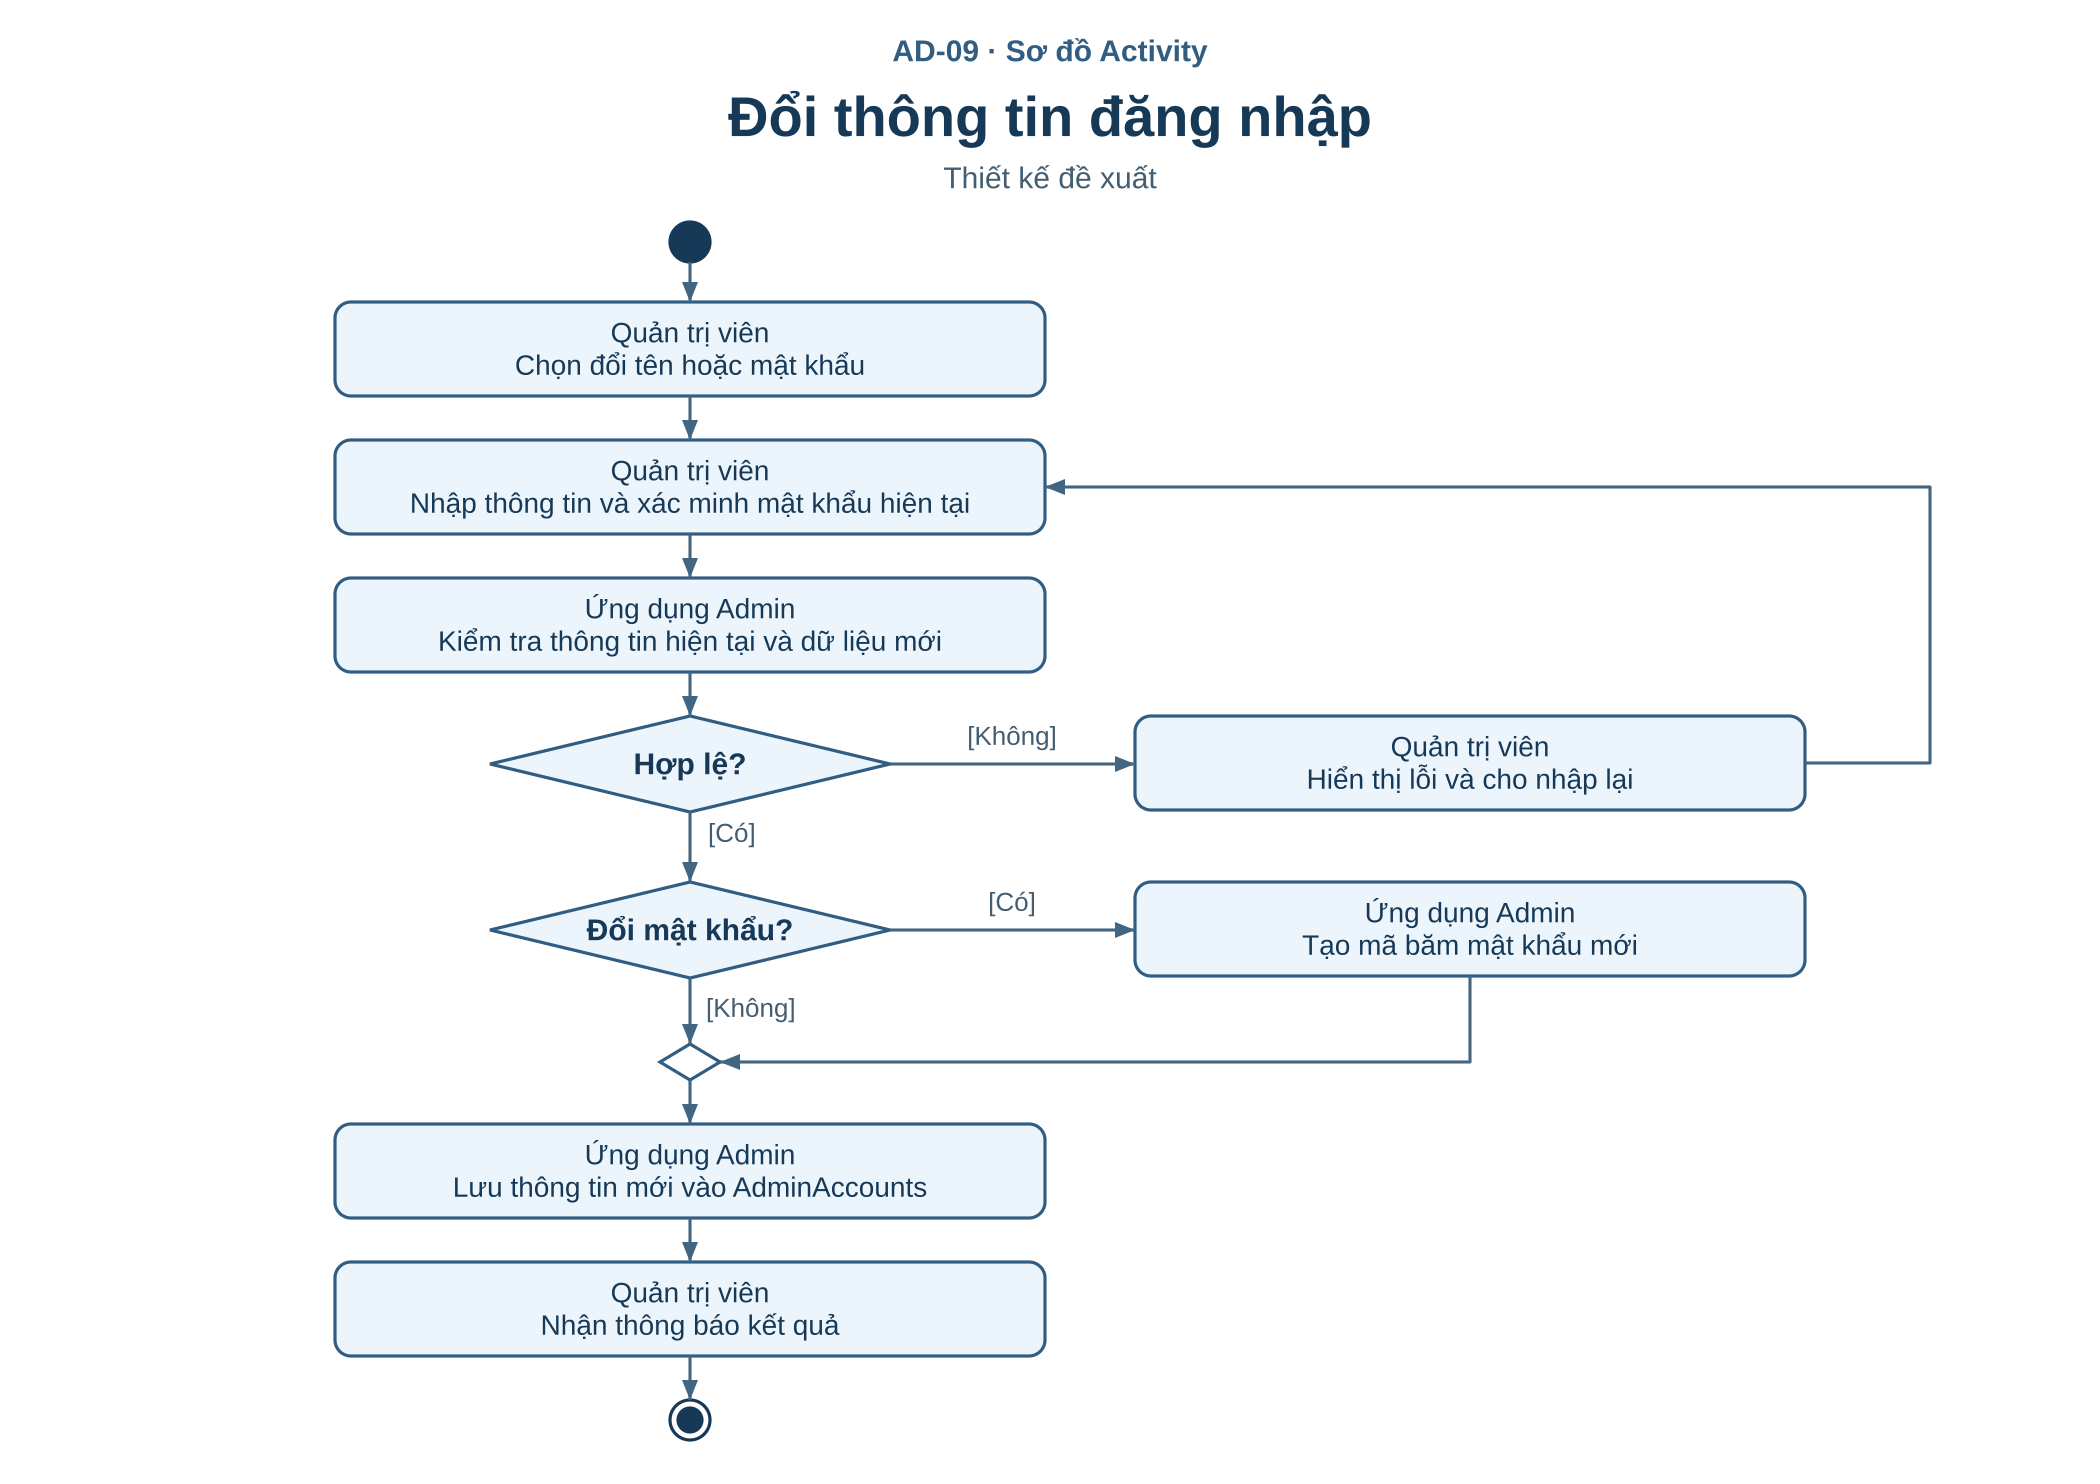 AD-09 · Sơ đồ Activity
Đổi thông tin đăng nhập
Thiết kế đề xuất
Quản trị viên
Chọn đổi tên hoặc mật khẩu
Quản trị viên
Nhập thông tin và xác minh mật khẩu hiện tại
Ứng dụng Admin
Kiểm tra thông tin hiện tại và dữ liệu mới
Hợp lệ?
[Không]
Quản trị viên
Hiển thị lỗi và cho nhập lại
[Có]
Đổi mật khẩu?
[Có]
Ứng dụng Admin
Tạo mã băm mật khẩu mới
[Không]
Ứng dụng Admin
Lưu thông tin mới vào AdminAccounts
Quản trị viên
Nhận thông báo kết quả